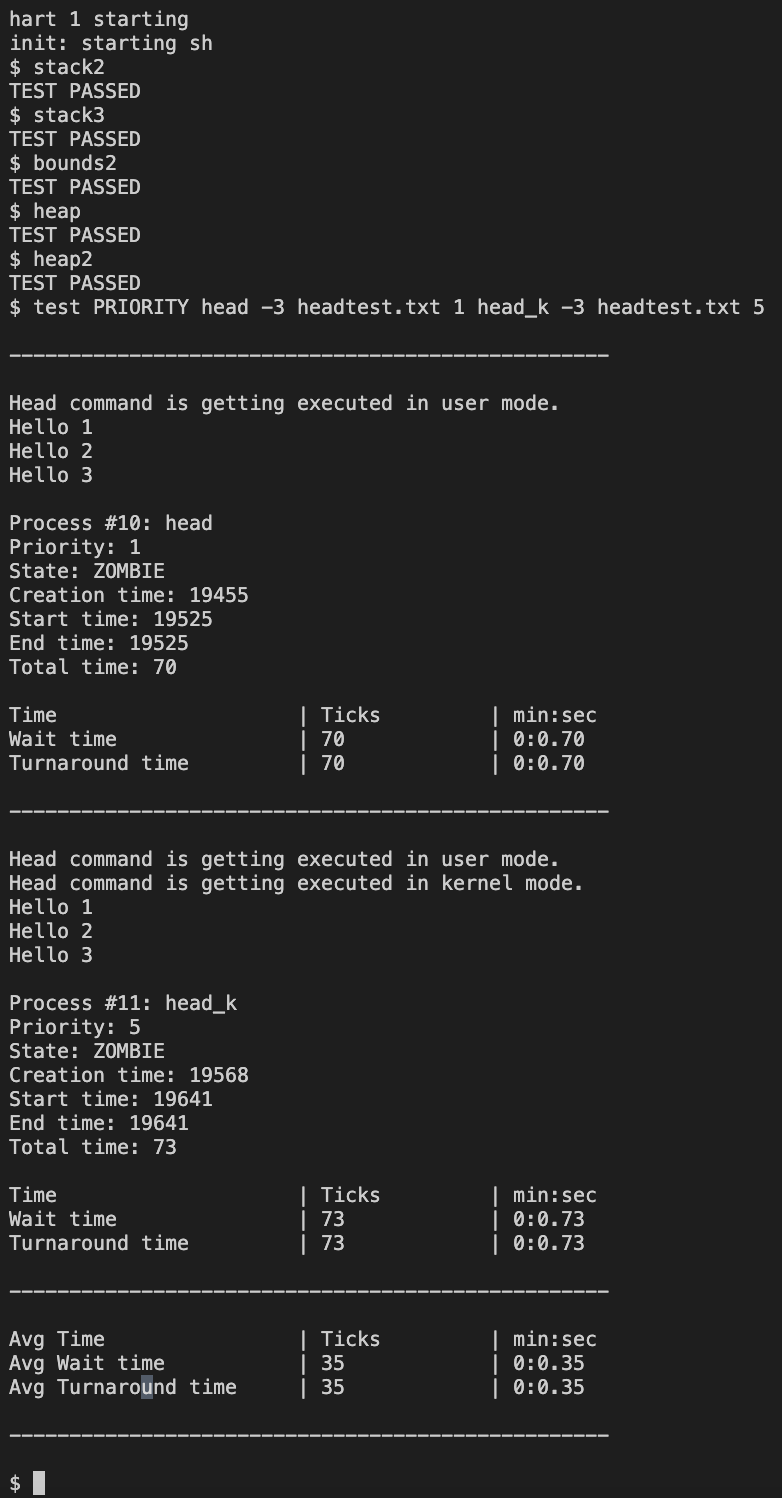 hart 1 starting
init: starting sh
$ stack2
TEST PASSED
$ stack3
TEST PASSED
$ bounds2
TEST PASSED
$ heap
TEST PASSED
$ heap2
TEST PASSED
$ test PRIORITY head -3 headtest.txt 1 head_k -3 headtest.txt 5
--------------------------------------------------
Head command is getting executed in user mode.
Hello 1
Hello 2
Hello 3
Process #10: head
Priority: 1
State: ZOMBIE
Creation time: 19455
Start time: 19525
End time: 19525
Total time: 70
Time | Ticks | min:sec
Wait time | 70 | 0:0.70
Turnaround time | 70 | 0:0.70
--------------------------------------------------
Head command is getting executed in user mode.
Head command is getting executed in kernel mode.
Hello 1
Hello 2
Hello 3
Process #11: head_k
Priority: 5
State: ZOMBIE
Creation time: 19568
Start time: 19641
End time: 19641
Total time: 73
Time | Ticks | min:sec
Wait time | 73 | 0:0.73
Turnaround time | 73 | 0:0.73
--------------------------------------------------
Avg Time | Ticks | min:sec
Avg Wait time | 35 | 0:0.35
Avg Turnaround time | 35 | 0:0.35
--------------------------------------------------
$